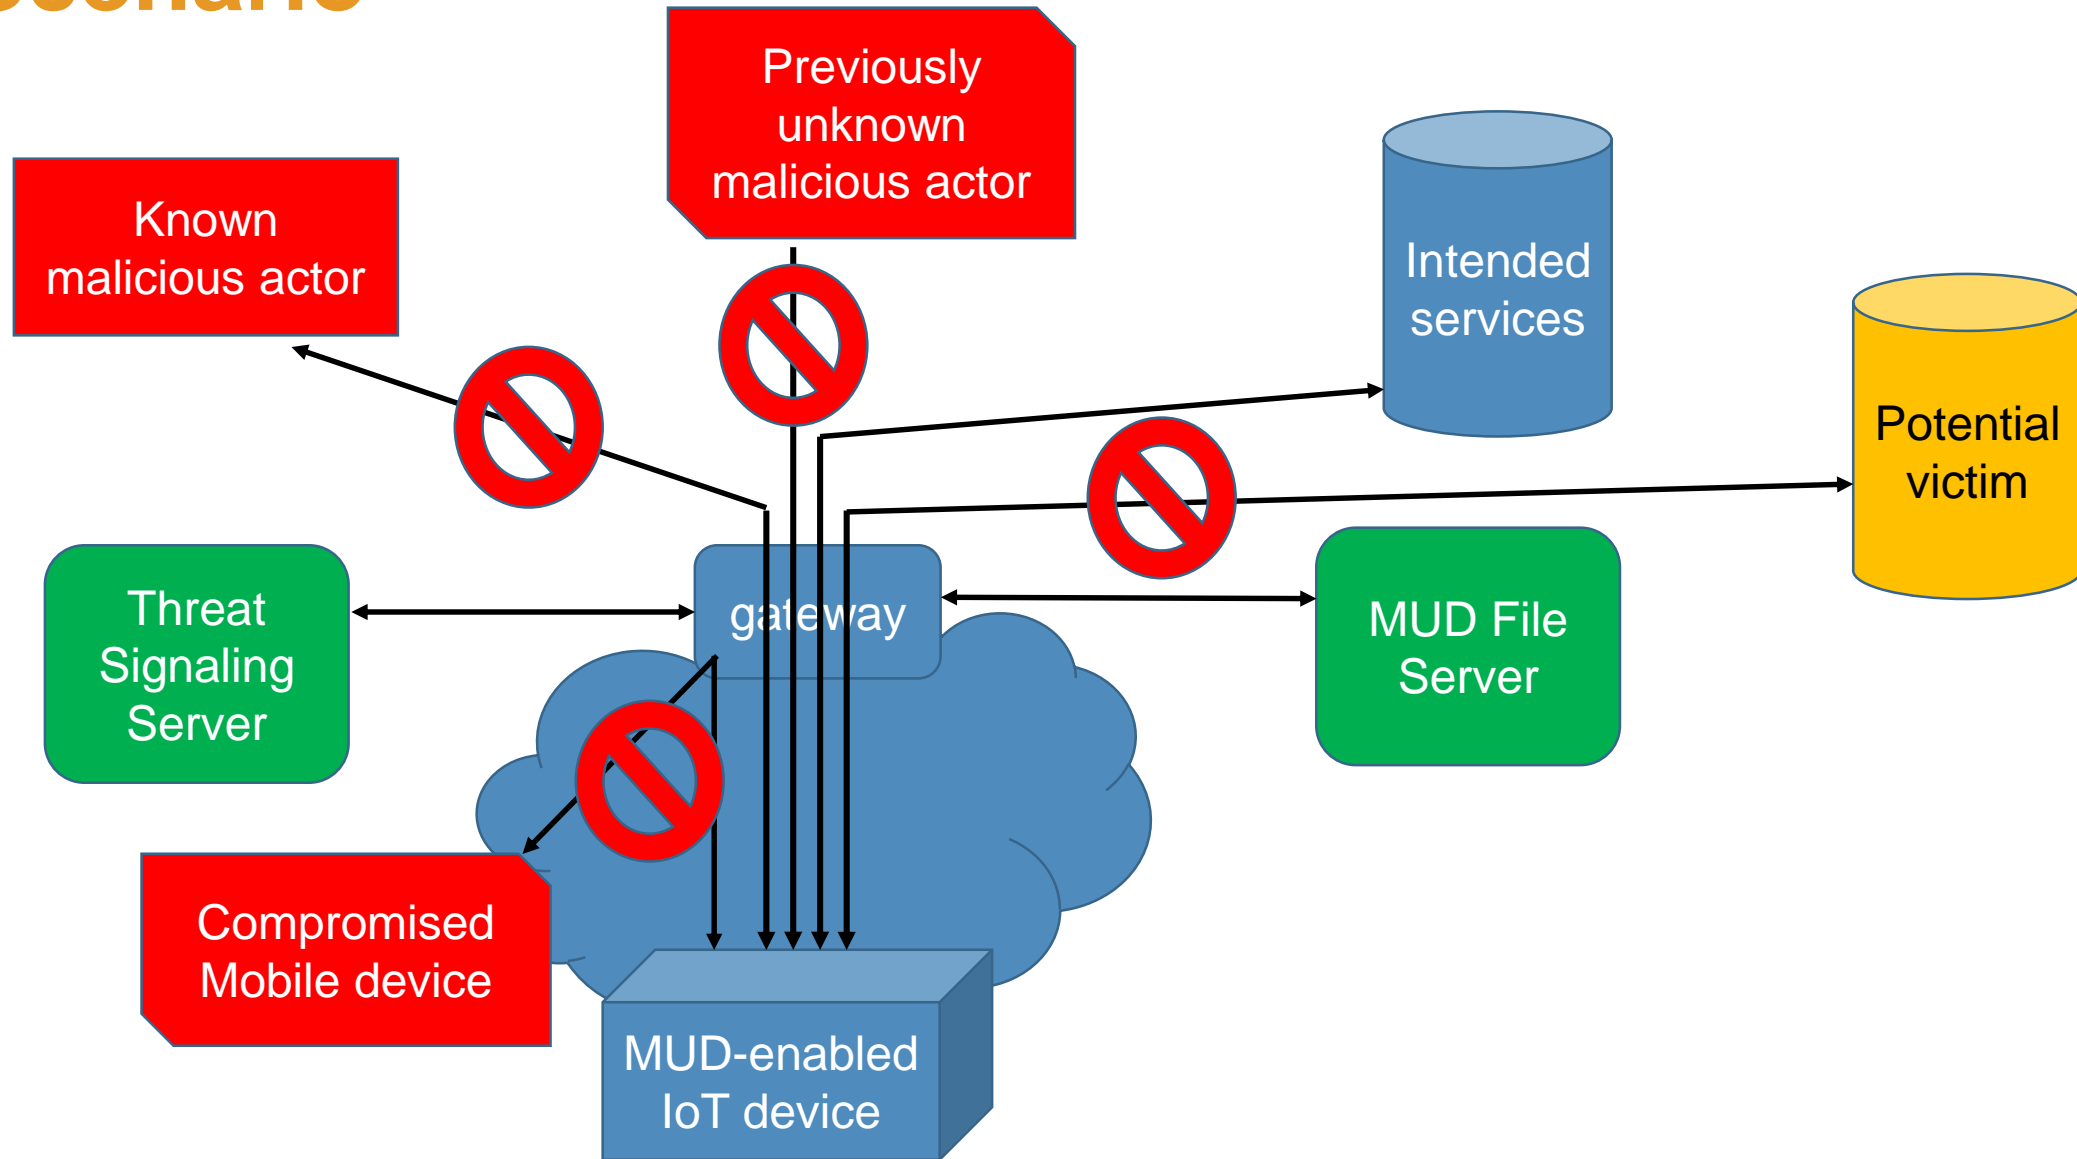 Previously
unknown
malicious actor
Known
malicious actor
Intended
services
Potential
victim
Threat
Signaling
Server
gateway
MUD File
Server
Compromised
Mobile device
MUD-enabled
IoT device